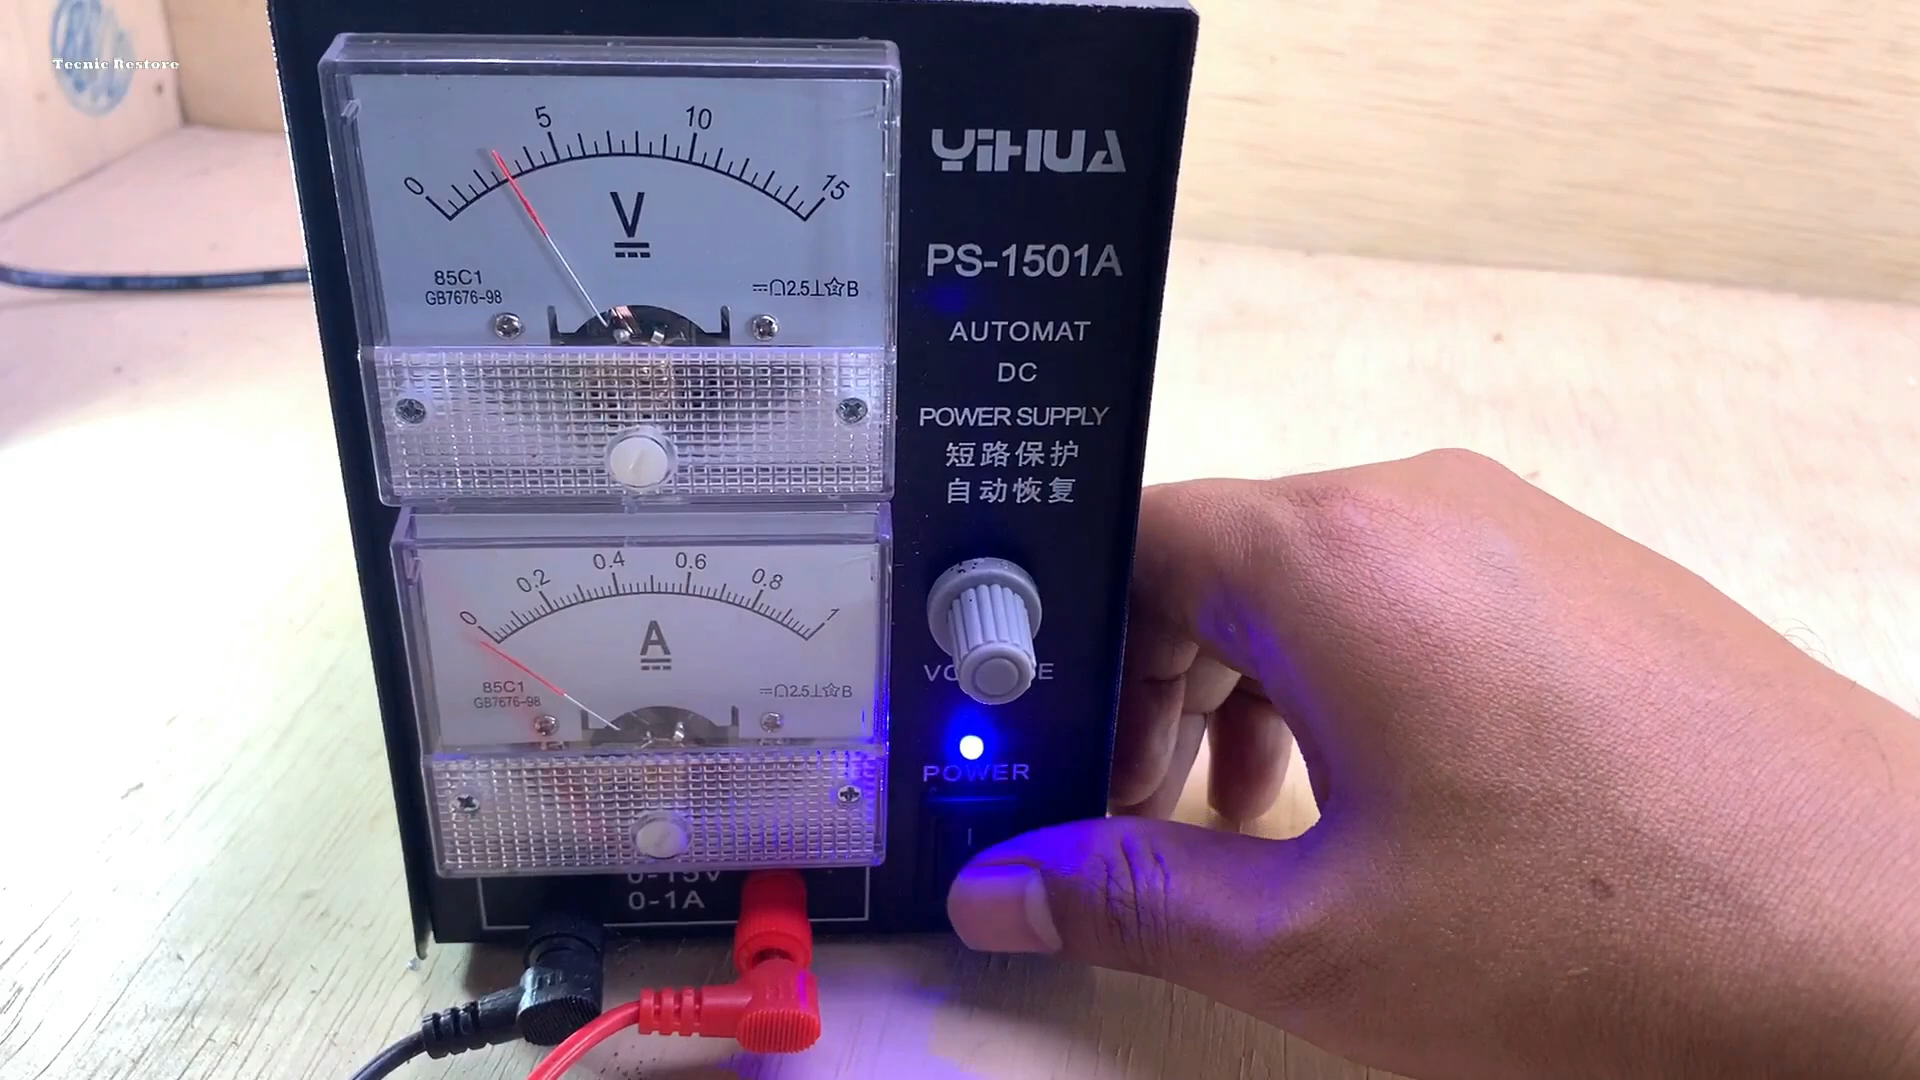 Tecnic Restore
0 5 10 15
V
85C1
GB7676-98
2.5 B
YiHUA
PS-1501A
AUTOMAT
DC
POWER SUPPLY
短路保护
自动恢复
0 0.2 0.4 0.6 0.8 1
A
85C1
GB7676-98
2.5 B
POWER
0-15V
0-1A